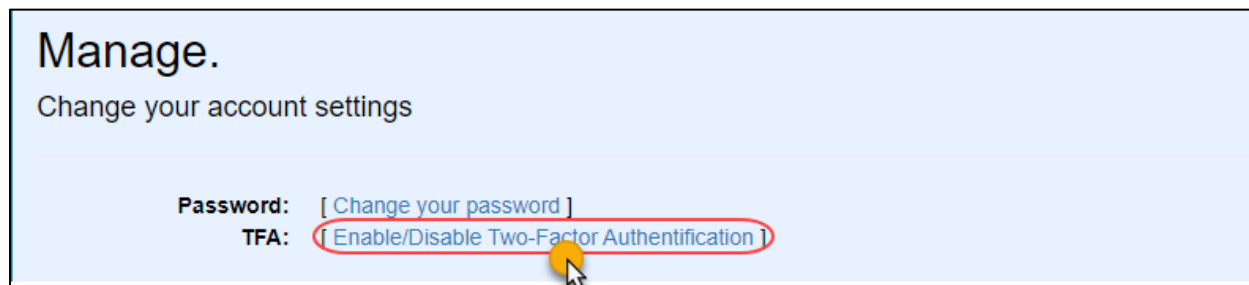 Manage.
Change your account settings
Password: [ Change your password ]
TFA: [ Enable/Disable Two-Factor Authentification ]